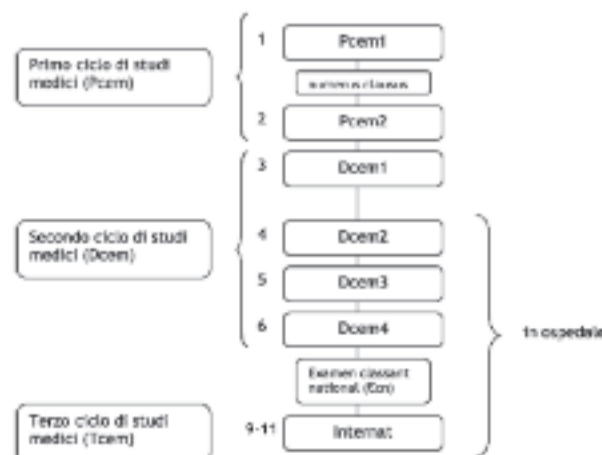 1 Pcem1
Primo ciclo di studi
medici (Pcem)
numerus clausus
2 Pcem2
3 Dcem1
Secondo ciclo di studi
medici (Dcem)
4 Dcem2
5 Dcem3
6 Dcem4
In ospedale
Examen classant
national (Ecn)
Terzo ciclo di studi
medici (Tcem)
9-11 Internat